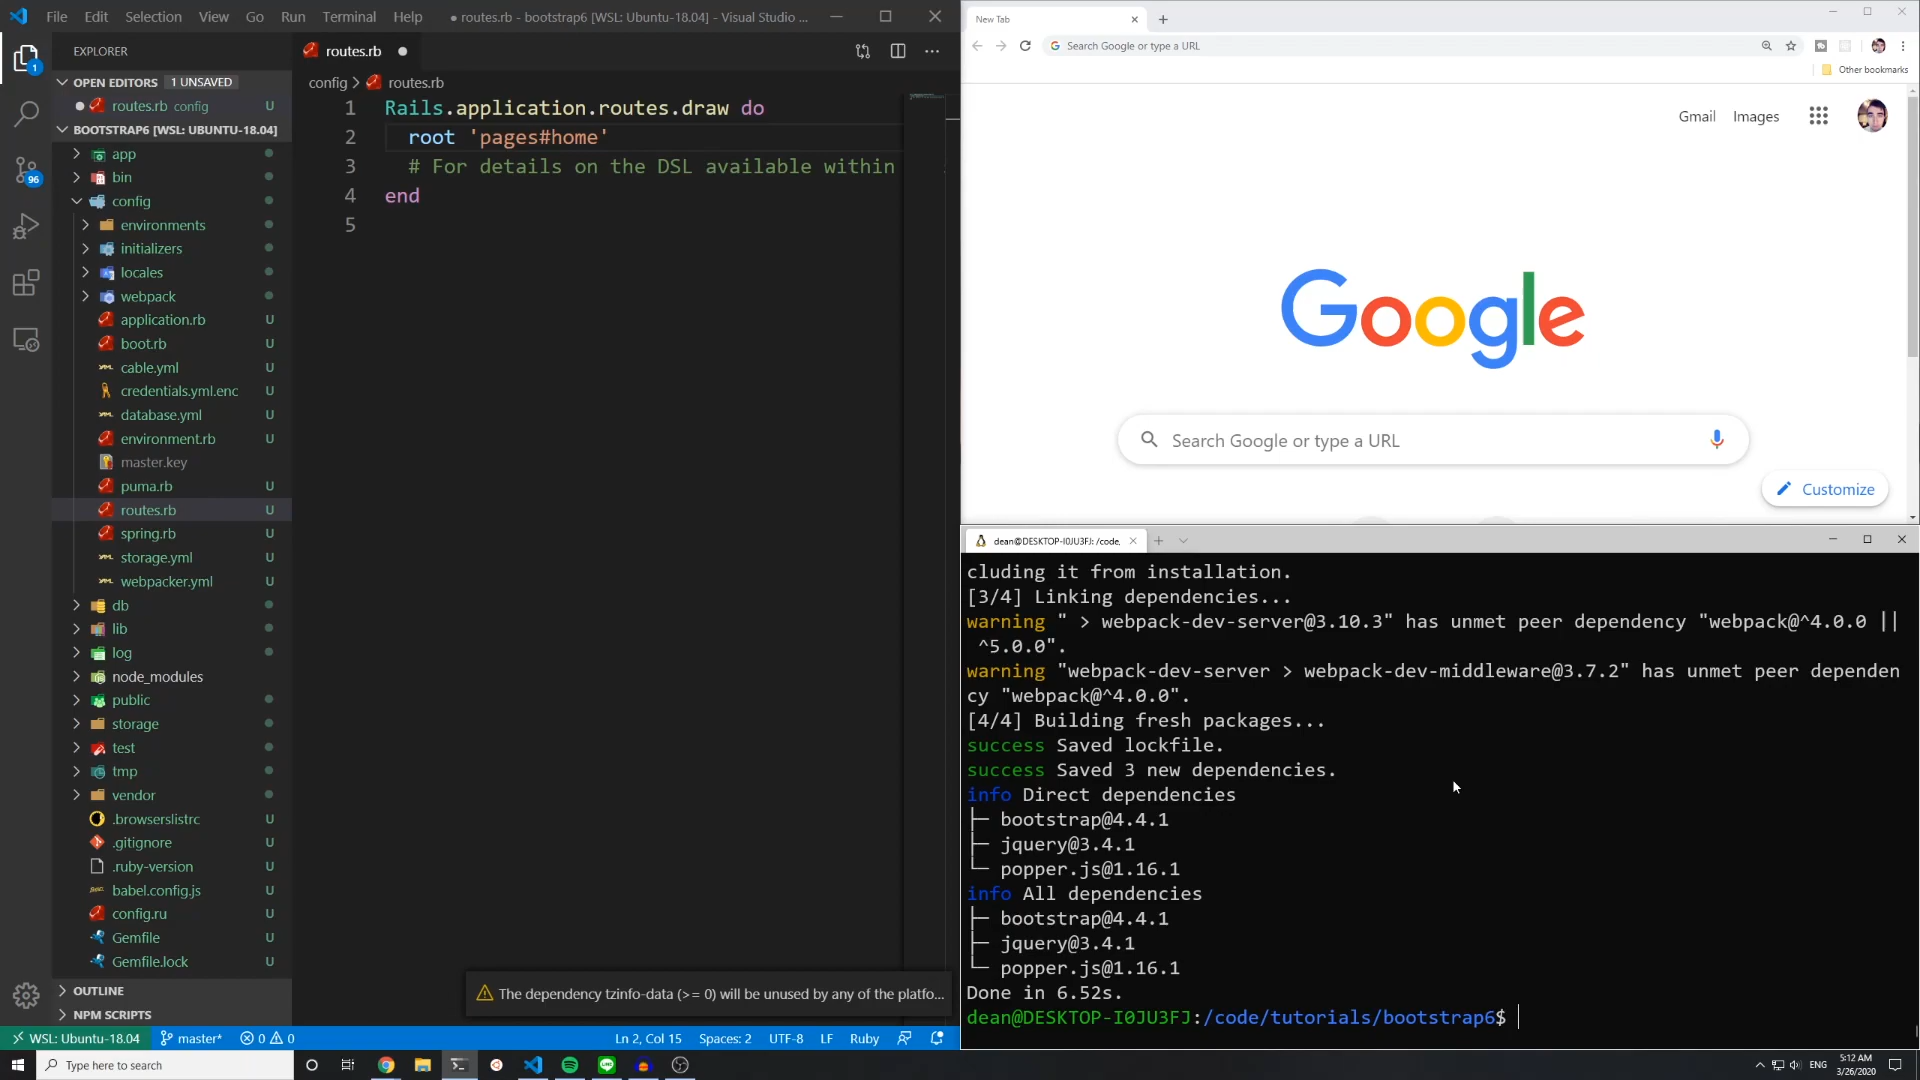 File Edit Selection View Go Run Terminal Help
● routes.rb - bootstrap6 [WSL: Ubuntu-18.04] - Visual Studio ...
EXPLORER
OPEN EDITORS 1 UNSAVED
routes.rb config U
BOOTSTRAP6 [WSL: UBUNTU-18.04]
app
bin
config
environments
initializers
locales
webpack
application.rb U
boot.rb U
cable.yml U
credentials.yml.enc U
database.yml U
environment.rb U
master.key
puma.rb U
routes.rb U
spring.rb U
storage.yml U
webpacker.yml U
db
lib
log
node_modules
public
storage
test
tmp
vendor
.browserslistrc U
.gitignore U
.ruby-version U
babel.config.js U
config.ru U
Gemfile U
Gemfile.lock U
OUTLINE
NPM SCRIPTS
1
96
routes.rb
config > routes.rb
1 Rails.application.routes.draw do
2 root 'pages#home'
3 # For details on the DSL available within
4 end
5
The dependency tzinfo-data (>= 0) will be unused by any of the platfo...
WSL: Ubuntu-18.04 master* 0 0 Ln 2, Col 15 Spaces: 2 UTF-8 LF Ruby
New Tab
Search Google or type a URL
Other bookmarks
Gmail Images
Google
Search Google or type a URL
Customize
dean@DESKTOP-I0JU3FJ: /code,
cluding it from installation.
[3/4] Linking dependencies...
warning " > webpack-dev-server@3.10.3" has unmet peer dependency "webpack@^4.0.0 ||
^5.0.0".
warning "webpack-dev-server > webpack-dev-middleware@3.7.2" has unmet peer dependen
cy "webpack@^4.0.0".
[4/4] Building fresh packages...
success Saved lockfile.
success Saved 3 new dependencies.
info Direct dependencies
├─ bootstrap@4.4.1
├─ jquery@3.4.1
└─ popper.js@1.16.1
info All dependencies
├─ bootstrap@4.4.1
├─ jquery@3.4.1
└─ popper.js@1.16.1
Done in 6.52s.
dean@DESKTOP-I0JU3FJ:/code/tutorials/bootstrap6$
Type here to search
ENG
5:12 AM
3/26/2020